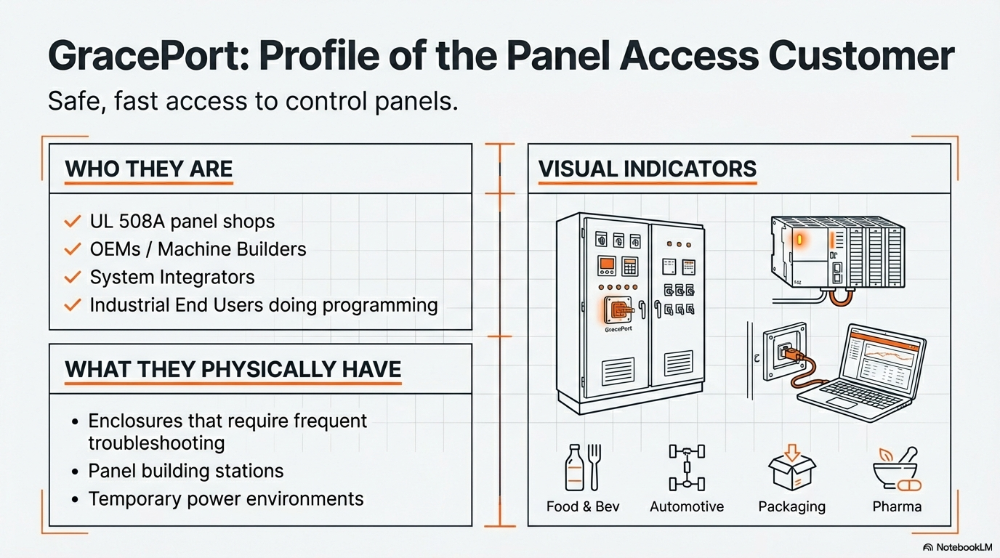 GracePort: Profile of the Panel Access Customer
Safe, fast access to control panels.
WHO THEY ARE
UL 508A panel shops
OEMs / Machine Builders
System Integrators
Industrial End Users doing programming
WHAT THEY PHYSICALLY HAVE
Enclosures that require frequent
troubleshooting
Panel building stations
Temporary power environments
VISUAL INDICATORS
GracePort
Food & Bev
Automotive
Packaging
Pharma
NotebookLM